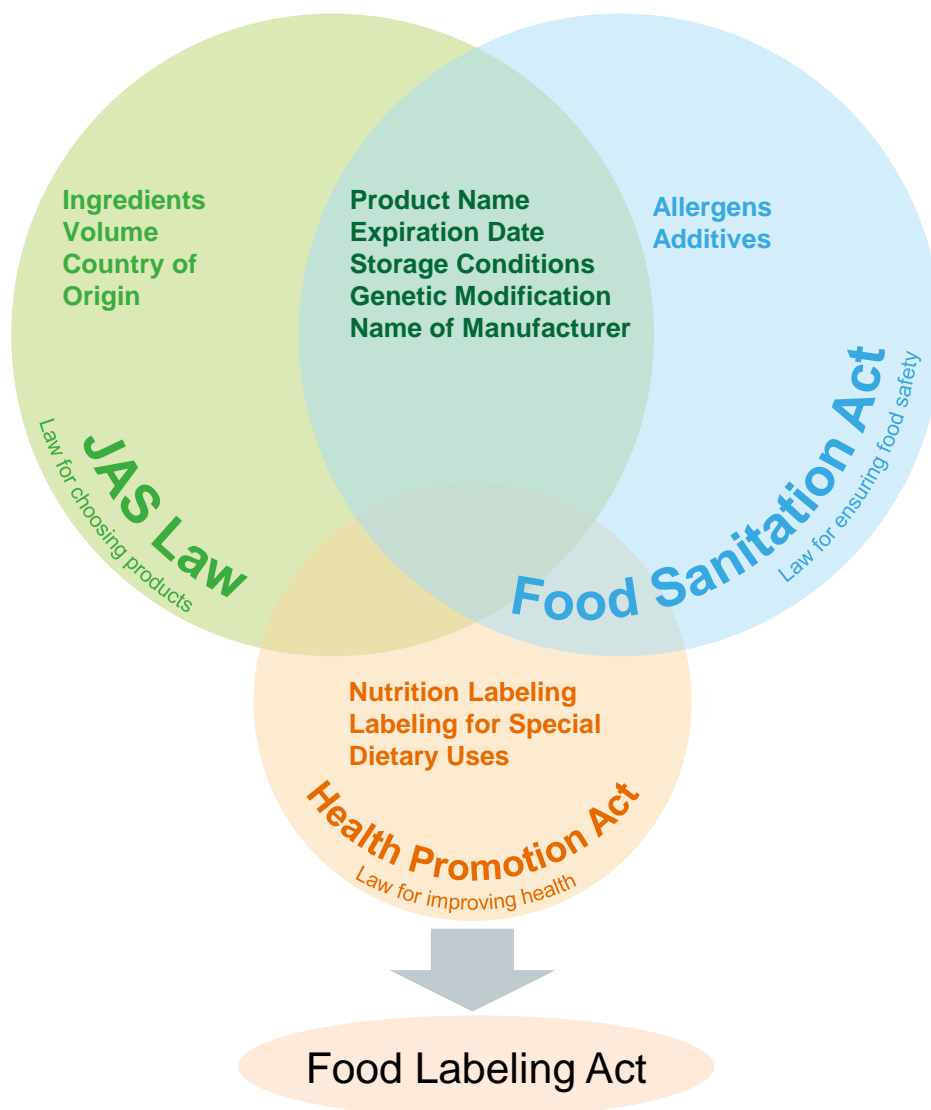 Ingredients
Volume
Country of
Origin
Product Name
Expiration Date
Storage Conditions
Genetic Modification
Name of Manufacturer
Allergens
Additives
JAS Law
Law for choosing products
Food Sanitation Act
Law for ensuring food safety
Nutrition Labeling
Labeling for Special
Dietary Uses
Health Promotion Act
Law for improving health
Food Labeling Act